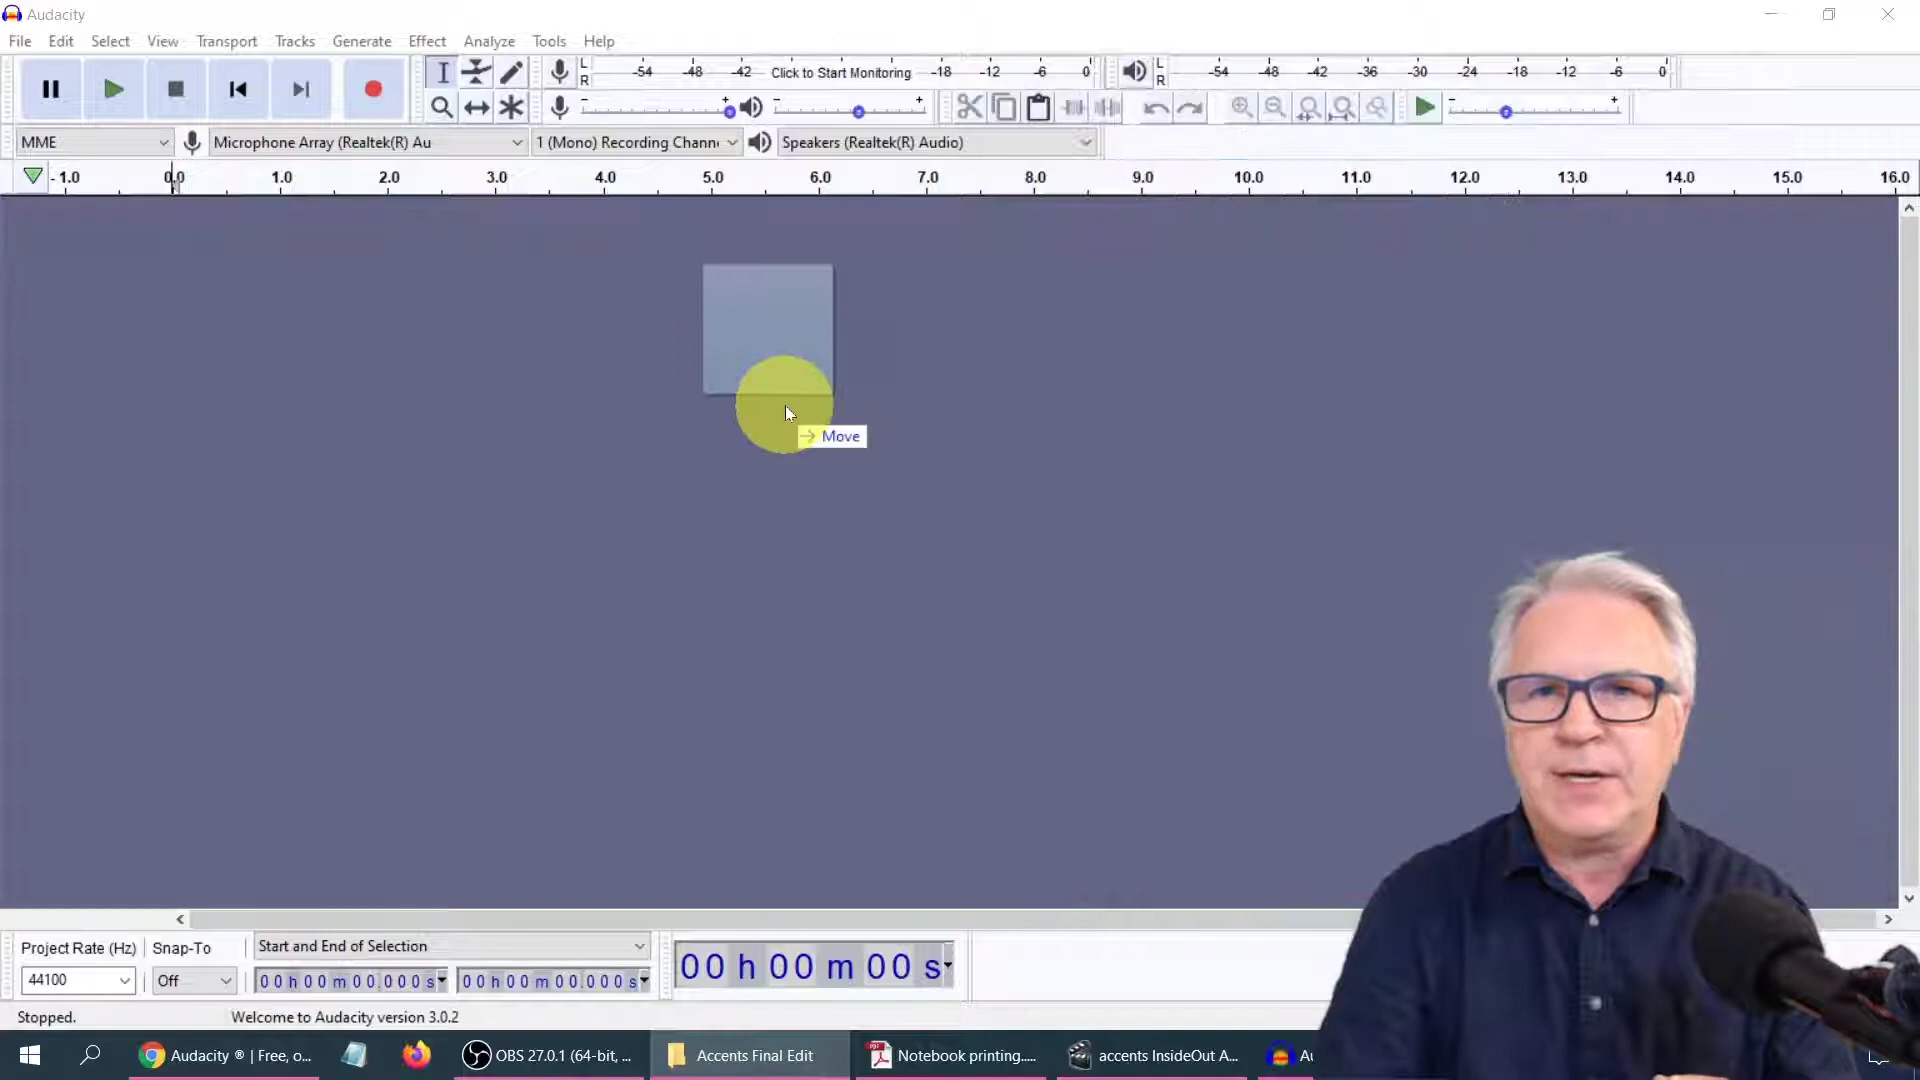 Audacity
File Edit Select View Transport Tracks Generate Effect Analyze Tools Help
L R -54 -48 -42 Click to Start Monitoring -18 -12 -6 0 L R -54 -48 -42 -36 -30 -24 -18 -12 -6 0
- + - + - +
MME Microphone Array (Realtek(R) Au 1 (Mono) Recording Chann Speakers (Realtek(R) Audio)
-1.0 0.0 1.0 2.0 3.0 4.0 5.0 6.0 7.0 8.0 9.0 10.0 11.0 12.0 13.0 14.0 15.0 16.0
Move
Project Rate (Hz) Snap-To Start and End of Selection
44100 Off 00 h 00 m 00.000 s 00 h 00 m 00.000 s 00 h 00 m 00 s
Stopped. Welcome to Audacity version 3.0.2
Audacity ® | Free, o... OBS 27.0.1 (64-bit, ... Accents Final Edit Notebook printing..... accents InsideOut A... Au